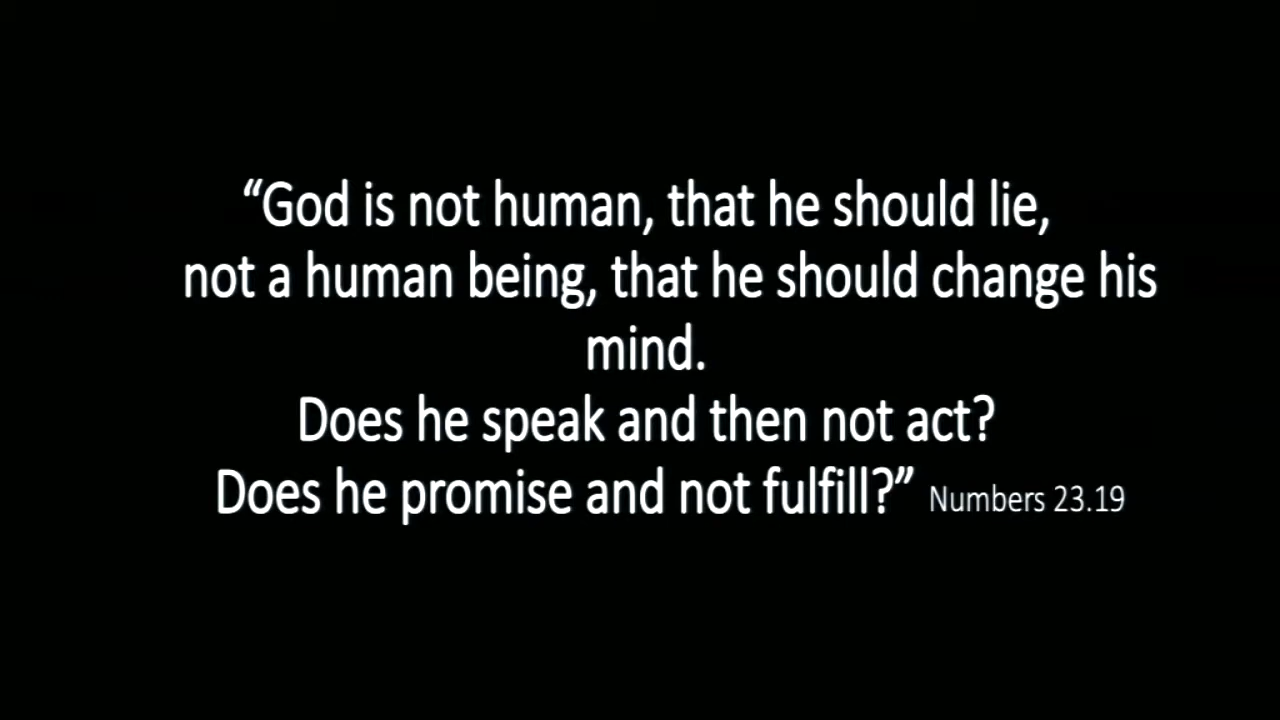 “God is not human, that he should lie,
not a human being, that he should change his
mind.
Does he speak and then not act?
Does he promise and not fulfill?” Numbers 23.19